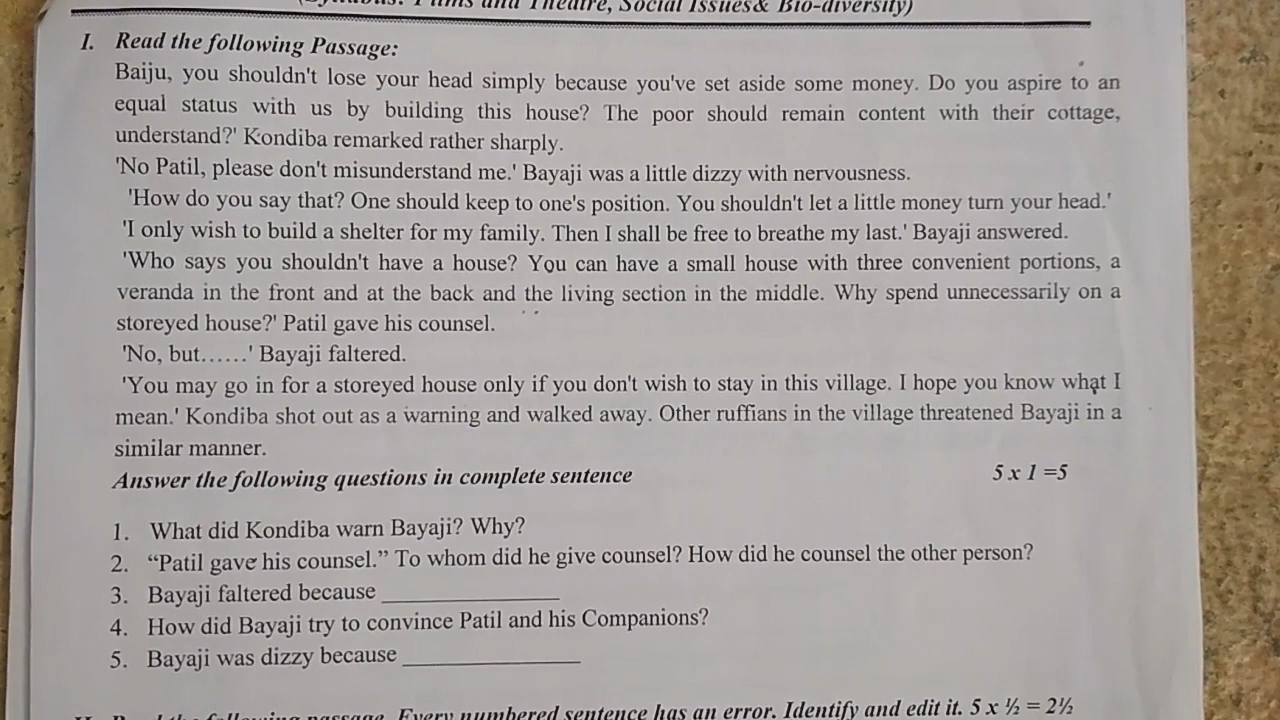 Films and Theatre, Social Issues& Bio-diversity)
I. Read the following Passage:
Baiju, you shouldn't lose your head simply because you've set aside some money. Do you aspire to an
equal status with us by building this house? The poor should remain content with their cottage,
understand?' Kondiba remarked rather sharply.
'No Patil, please don't misunderstand me.' Bayaji was a little dizzy with nervousness.
'How do you say that? One should keep to one's position. You shouldn't let a little money turn your head.'
'I only wish to build a shelter for my family. Then I shall be free to breathe my last.' Bayaji answered.
'Who says you shouldn't have a house? You can have a small house with three convenient portions, a
veranda in the front and at the back and the living section in the middle. Why spend unnecessarily on a
storeyed house?' Patil gave his counsel.
'No, but......' Bayaji faltered.
'You may go in for a storeyed house only if you don't wish to stay in this village. I hope you know what I
mean.' Kondiba shot out as a warning and walked away. Other ruffians in the village threatened Bayaji in a
similar manner.
Answer the following questions in complete sentence 5 x 1 =5
1. What did Kondiba warn Bayaji? Why?
2. “Patil gave his counsel.” To whom did he give counsel? How did he counsel the other person?
3. Bayaji faltered because _______________
4. How did Bayaji try to convince Patil and his Companions?
5. Bayaji was dizzy because _______________
following passage. Every numbered sentence has an error. Identify and edit it. 5 x ½ = 2½